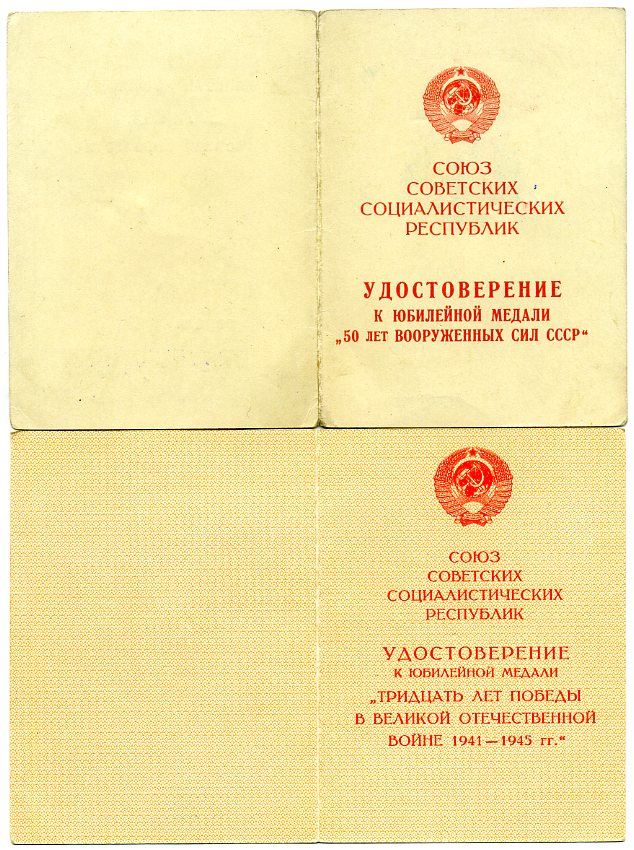 СОЮЗ
СОВЕТСКИХ
СОЦИАЛИСТИЧЕСКИХ
РЕСПУБЛИК
УДОСТОВЕРЕНИЕ
К ЮБИЛЕЙНОЙ МЕДАЛИ
„50 ЛЕТ ВООРУЖЕННЫХ СИЛ СССР“
СОЮЗ
СОВЕТСКИХ
СОЦИАЛИСТИЧЕСКИХ
РЕСПУБЛИК
УДОСТОВЕРЕНИЕ
К ЮБИЛЕЙНОЙ МЕДАЛИ
„ТРИДЦАТЬ ЛЕТ ПОБЕДЫ
В ВЕЛИКОЙ ОТЕЧЕСТВЕННОЙ
ВОЙНЕ 1941—1945 гг.“